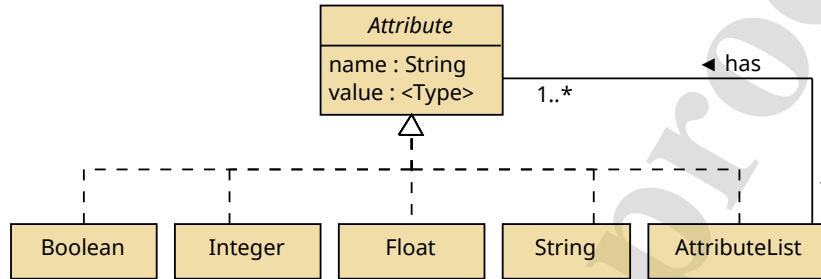 Attribute
name : String
value : <Type>
◄ has
1..*
Boolean
Integer
Float
String
AttributeList